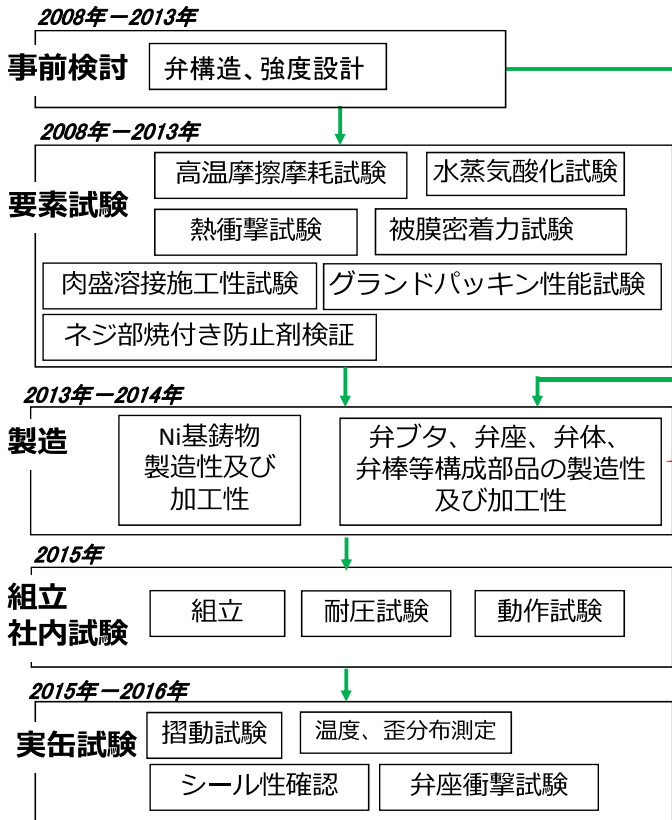 2008年－2013年
事前検討
弁構造、強度設計
2008年－2013年
要素試験
高温摩擦摩耗試験
水蒸気酸化試験
熱衝撃試験
被膜密着力試験
肉盛溶接施工性試験
グランドパッキン性能試験
ネジ部焼付き防止剤検証
2013年－2014年
製造
Ni基鋳物
製造性及び
加工性
弁ブタ、弁座、弁体、
弁棒等構成部品の製造性
及び加工性
2015年
組立
社内試験
組立
耐圧試験
動作試験
2015年－2016年
実缶試験
摺動試験
温度、歪分布測定
シール性確認
弁座衝撃試験